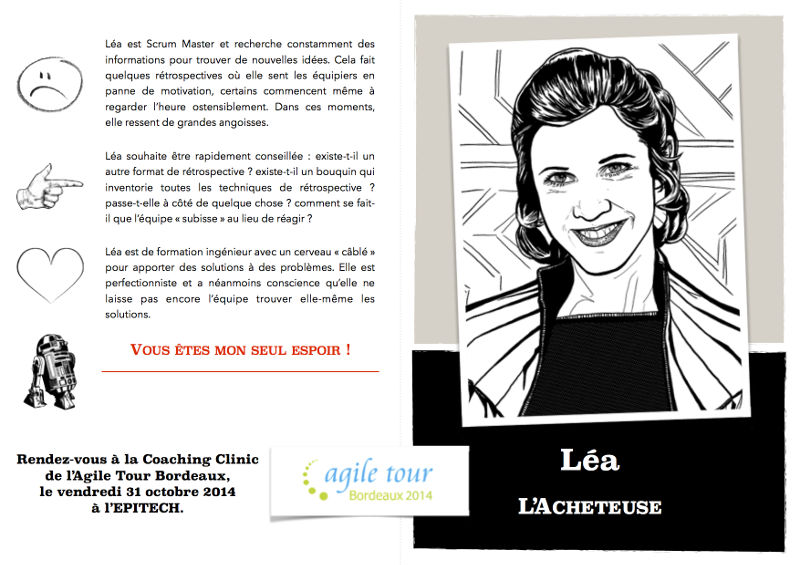 Léa est Scrum Master et recherche constamment des
informations pour trouver de nouvelles idées. Cela fait
quelques rétrospectives où elle sent les équipiers en
panne de motivation, certains commencent même à
regarder l'heure ostensiblement. Dans ces moments,
elle ressent de grandes angoisses.
Léa souhaite être rapidement conseillée : existe-t-il un
autre format de rétrospective ? existe-t-il un bouquin qui
inventorie toutes les techniques de rétrospective ?
passe-t-elle à côté de quelque chose ? comment se fait-
il que l'équipe « subisse » au lieu de réagir ?
Léa est de formation ingénieur avec un cerveau « câblé »
pour apporter des solutions à des problèmes. Elle est
perfectionniste et a néanmoins conscience qu'elle ne
laisse pas encore l'équipe trouver elle-même les
solutions.
VOUS ÊTES MON SEUL ESPOIR !
Rendez-vous à la Coaching Clinic
de l'Agile Tour Bordeaux,
le vendredi 31 octobre 2014
à l'EPITECH.
agile tour
Bordeaux 2014
Léa
L'ACHETEUSE